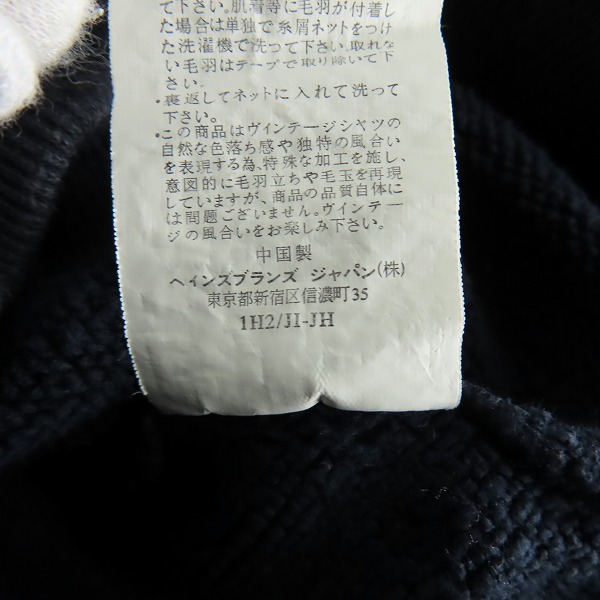 て下さい。肌着等に毛羽が付着し
た場合は単独で糸屑ネットをつけ
た洗濯機で洗って下さい。取れな
い毛羽はテープで取り除いて下
さい。
・裏返してネットに入れて洗って
下さい。
・この商品はヴィンテージシャツの
自然な色落ち感や独特の風合い
を表現する為、特殊な加工を施し、
意図的に毛羽立ちや毛玉を再現
していますが、商品の品質自体に
は問題ございません。ヴィンテー
ジの風合いをお楽しみ下さい。
中国製
ヘインズブランズ ジャパン(株)
東京都新宿区信濃町35
1H2/JI-JH